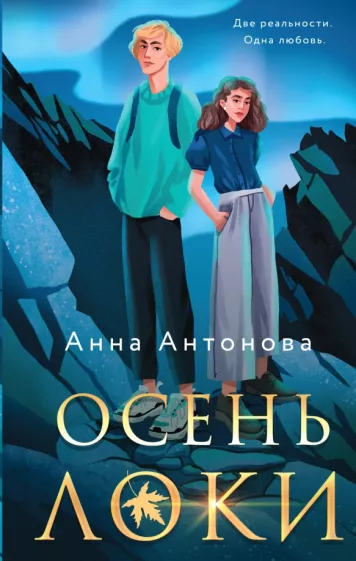 Две реальности.
Одна любовь.
Анна Антонова
ОСЕНЬ
ЛОКИ